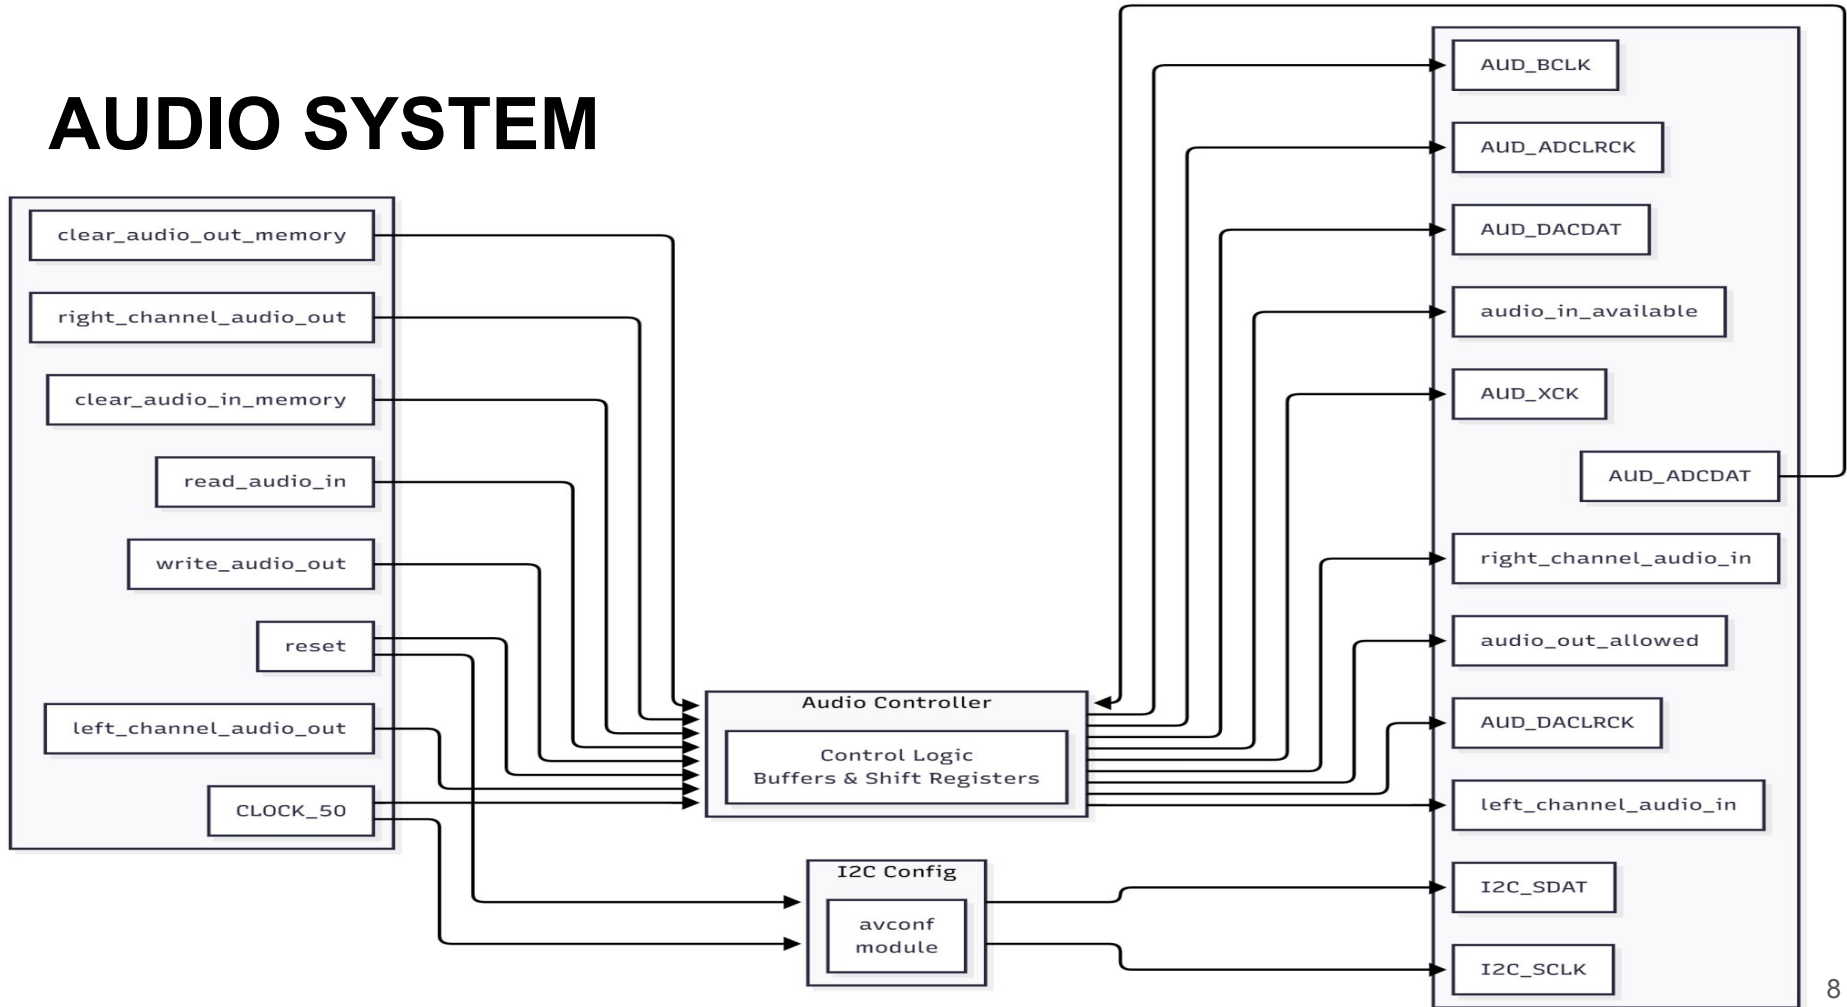 AUDIO SYSTEM
clear_audio_out_memory
right_channel_audio_out
clear_audio_in_memory
read_audio_in
write_audio_out
reset
left_channel_audio_out
CLOCK_50
Audio Controller
Control Logic
Buffers & Shift Registers
I2C Config
avconf
module
AUD_BCLK
AUD_ADCLRCK
AUD_DACDAT
audio_in_available
AUD_XCK
AUD_ADCDAT
right_channel_audio_in
audio_out_allowed
AUD_DACLRCK
left_channel_audio_in
I2C_SDAT
I2C_SCLK
8